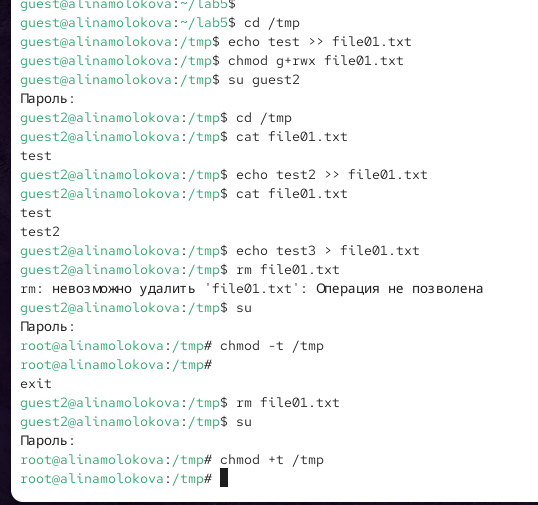 guest@alinamolokova:~/lab5$
guest@alinamolokova:~/lab5$ cd /tmp
guest@alinamolokova:/tmp$ echo test >> file01.txt
guest@alinamolokova:/tmp$ chmod g+rwx file01.txt
guest@alinamolokova:/tmp$ su guest2
Пароль:
guest2@alinamolokova:/tmp$ cd /tmp
guest2@alinamolokova:/tmp$ cat file01.txt
test
guest2@alinamolokova:/tmp$ echo test2 >> file01.txt
guest2@alinamolokova:/tmp$ cat file01.txt
test
test2
guest2@alinamolokova:/tmp$ echo test3 > file01.txt
guest2@alinamolokova:/tmp$ rm file01.txt
rm: невозможно удалить 'file01.txt': Операция не позволена
guest2@alinamolokova:/tmp$ su
Пароль:
root@alinamolokova:/tmp# chmod -t /tmp
root@alinamolokova:/tmp#
exit
guest2@alinamolokova:/tmp$ rm file01.txt
guest2@alinamolokova:/tmp$ su
Пароль:
root@alinamolokova:/tmp# chmod +t /tmp
root@alinamolokova:/tmp#